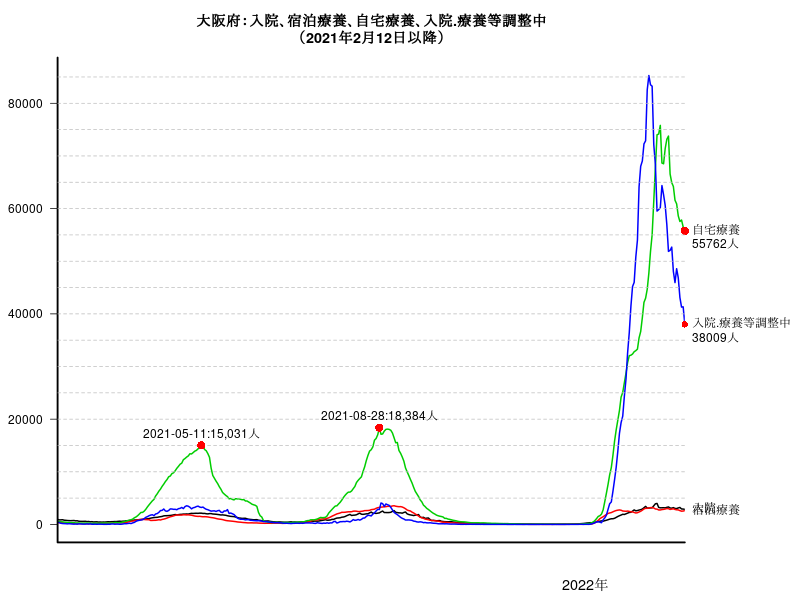 大阪府：入院、宿泊療養、自宅療養、入院.療養等調整中
（2021年2月12日以降）
80000
60000
40000
20000
0
自宅療養
55762人
入院.療養等調整中
38009人
2021-05-11:15,031人
2021-08-28:18,384人
療養
2022年